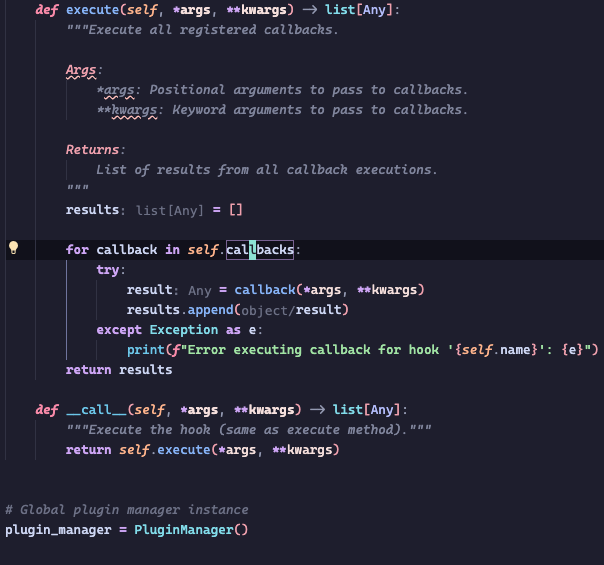 def execute(self, *args, **kwargs) -> list[Any]:
    """Execute all registered callbacks.

    Args:
        *args: Positional arguments to pass to callbacks.
        **kwargs: Keyword arguments to pass to callbacks.

    Returns:
        List of results from all callback executions.
    """
    results: list[Any] = []

    for callback in self.callbacks:
        try:
            result: Any = callback(*args, **kwargs)
            results.append(object/result)
        except Exception as e:
            print(f"Error executing callback for hook '{self.name}': {e}")
    return results

def __call__(self, *args, **kwargs) -> list[Any]:
    """Execute the hook (same as execute method)."""
    return self.execute(*args, **kwargs)

# Global plugin manager instance
plugin_manager = PluginManager()